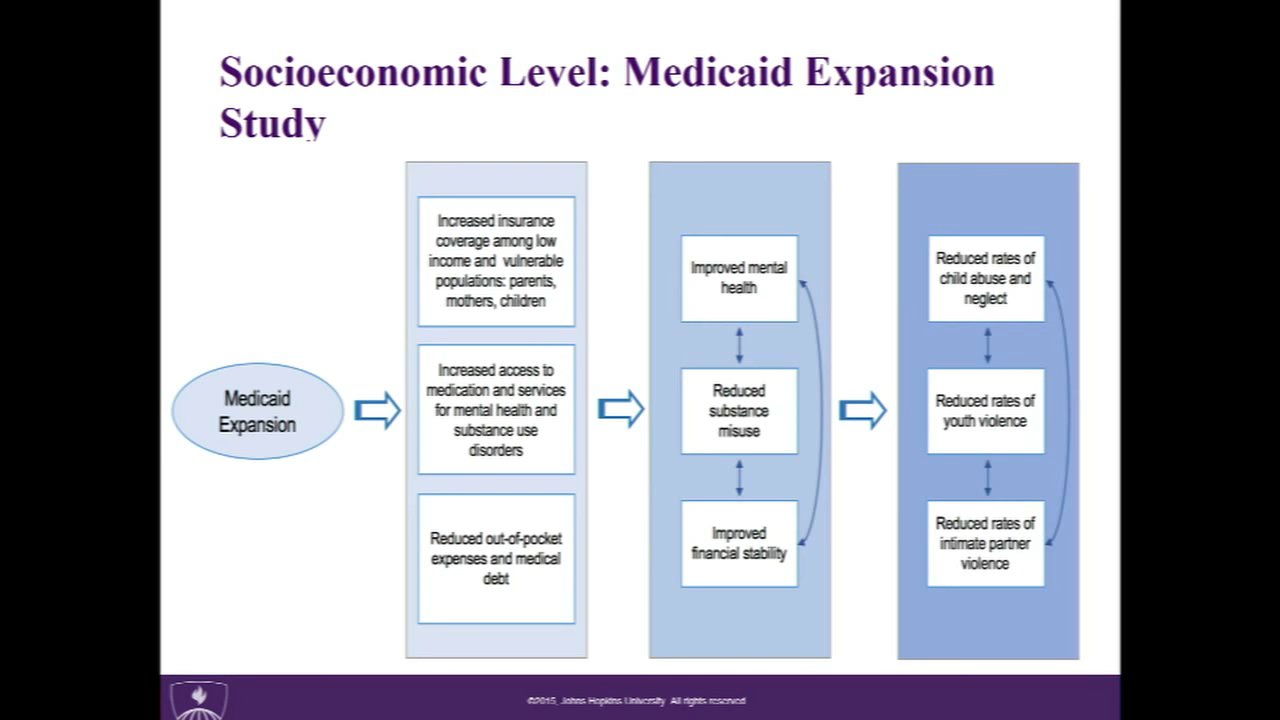 Socioeconomic Level: Medicaid Expansion
Study
Medicaid
Expansion
Increased insurance
coverage among low
income and vulnerable
populations: parents,
mothers, children
Increased access to
medication and services
for mental health and
substance use
disorders
Reduced out-of-pocket
expenses and medical
debt
Improved mental
health
Reduced
substance
misuse
Improved
financial stability
Reduced rates of
child abuse and
neglect
Reduced rates of
youth violence
Reduced rates of
intimate partner
violence
©2015, Johns Hopkins University. All rights reserved.